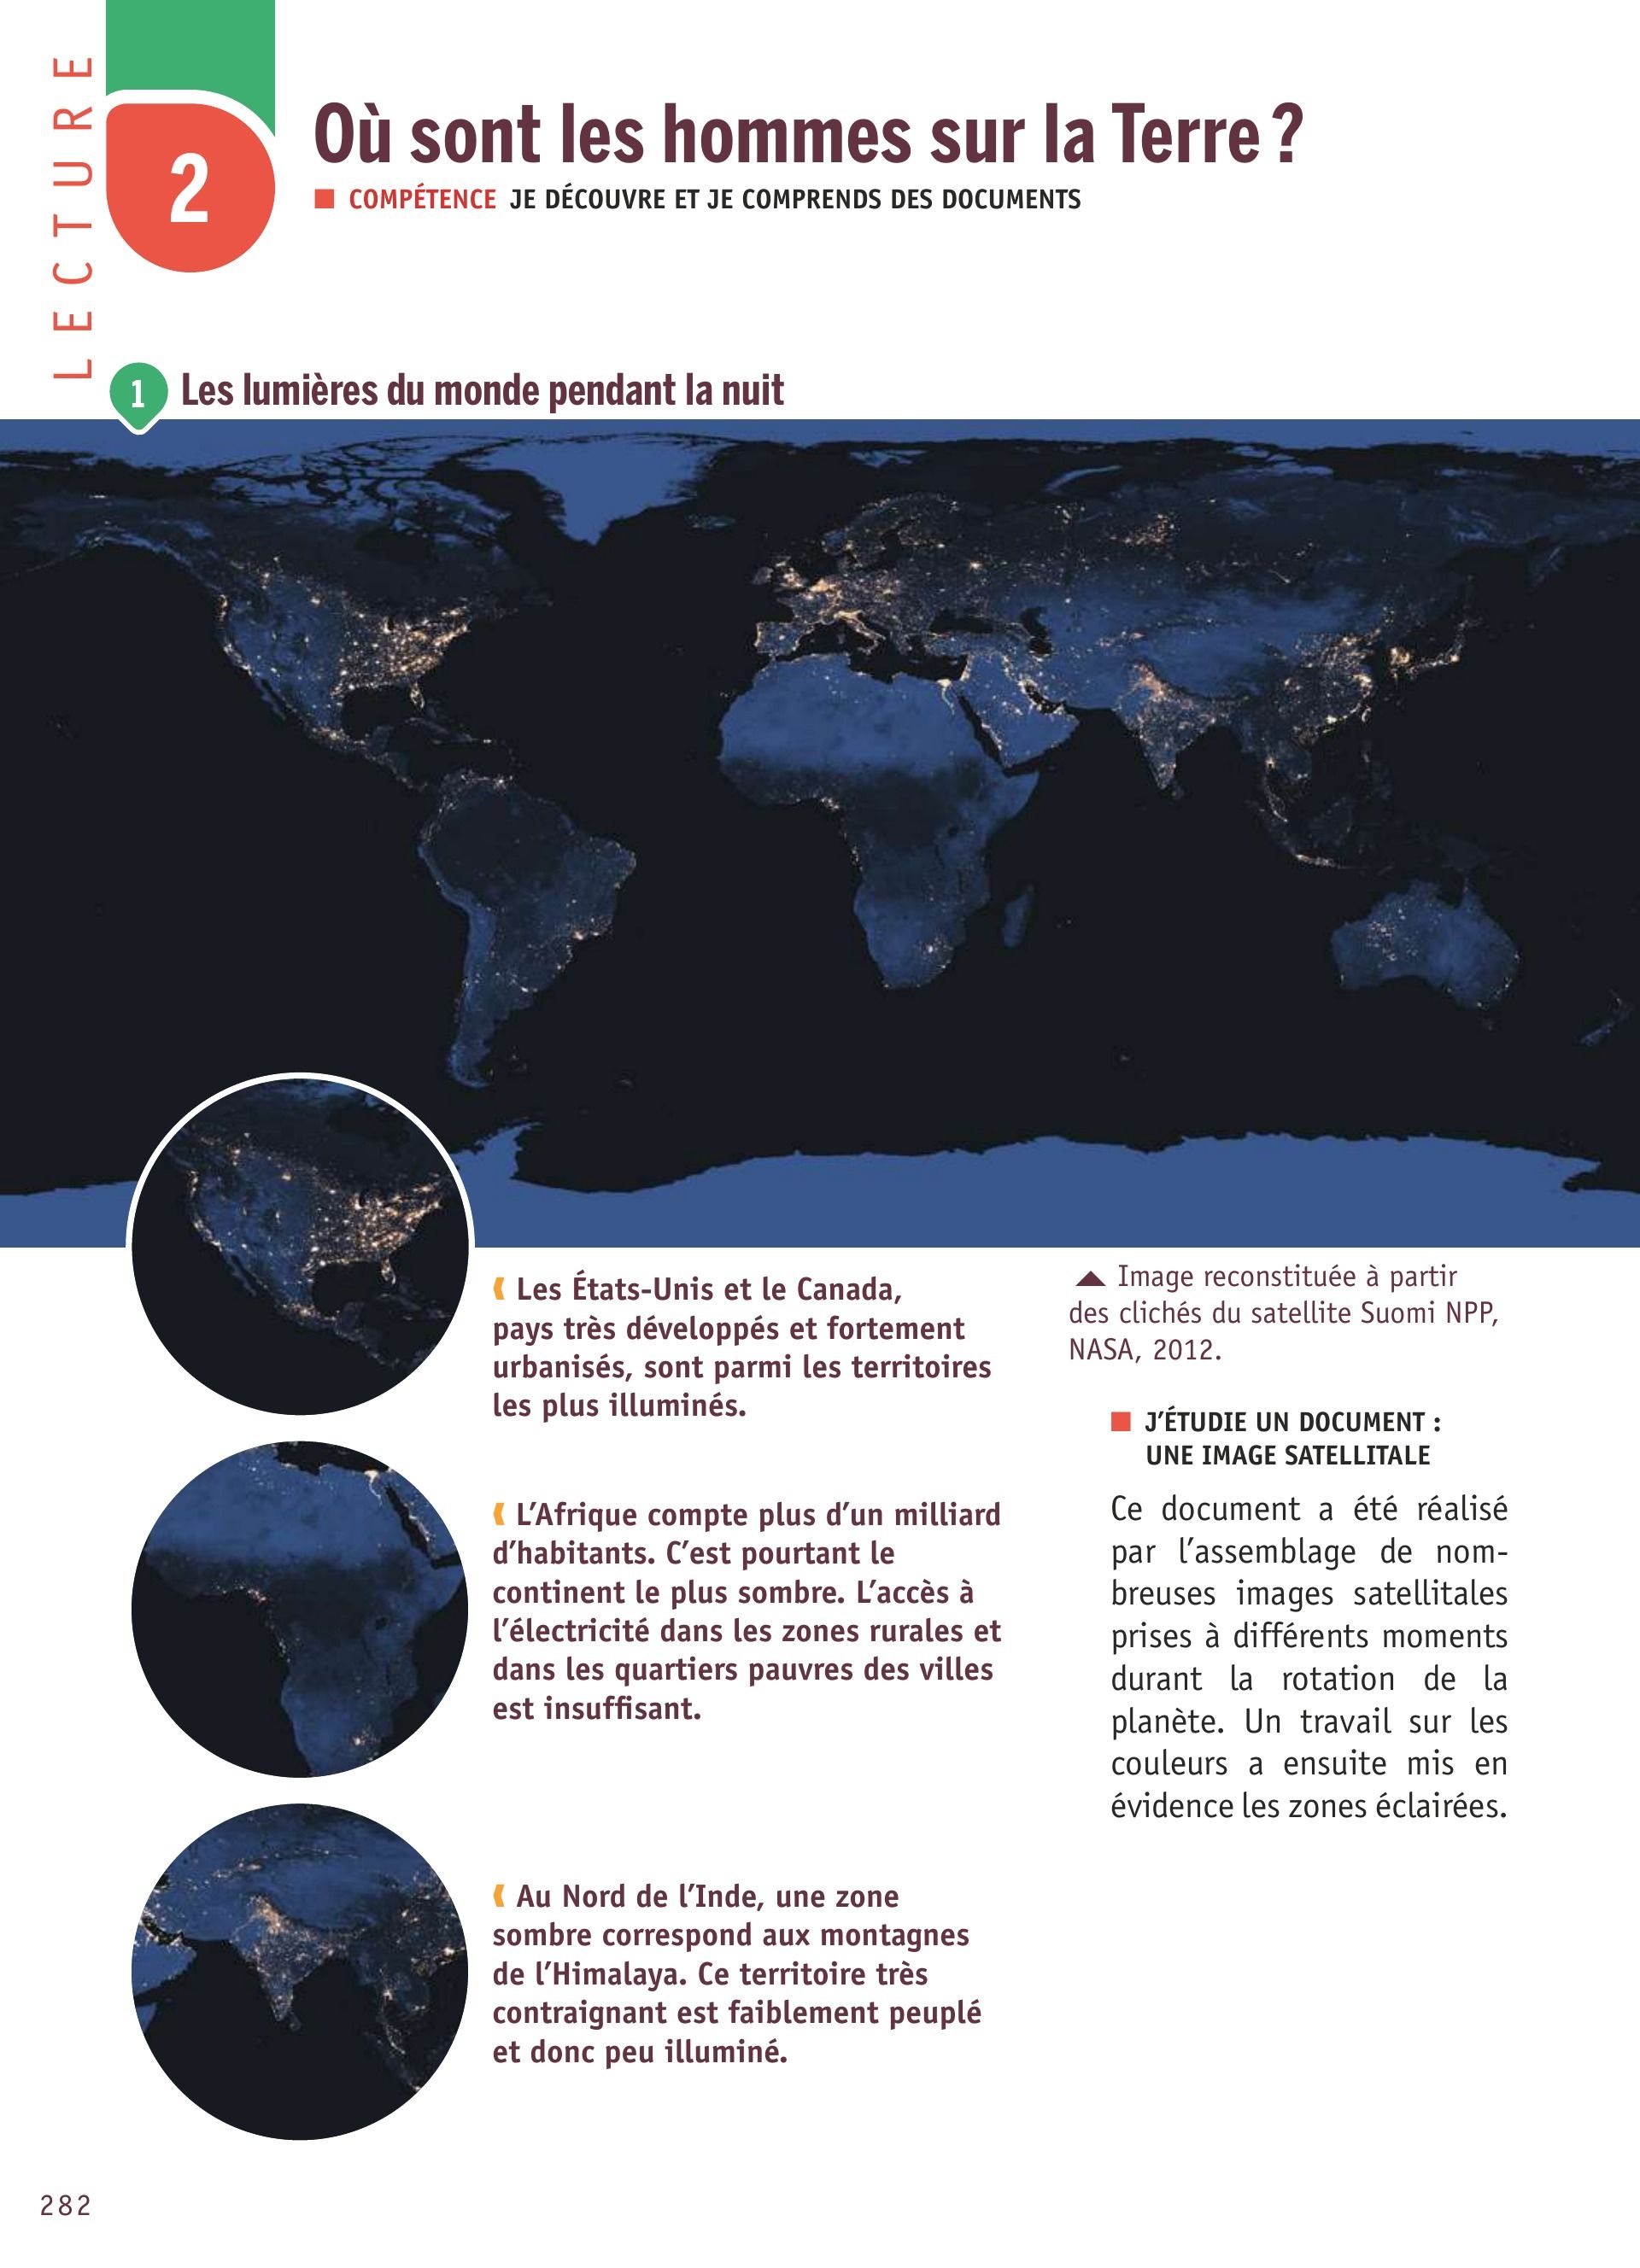 LECTURE
2
Où sont les hommes sur la Terre ?
■ COMPÉTENCE JE DÉCOUVRE ET JE COMPRENDS DES DOCUMENTS
1 Les lumières du monde pendant la nuit
Les États-Unis et le Canada,
pays très développés et fortement
urbanisés, sont parmi les territoires
les plus illuminés.
L’Afrique compte plus d’un milliard
d’habitants. C’est pourtant le
continent le plus sombre. L’accès à
l’électricité dans les zones rurales et
dans les quartiers pauvres des villes
est insuffisant.
Au Nord de l’Inde, une zone
sombre correspond aux montagnes
de l’Himalaya. Ce territoire très
contraignant est faiblement peuplé
et donc peu illuminé.
▲ Image reconstituée à partir
des clichés du satellite Suomi NPP,
NASA, 2012.
■ J’ÉTUDIE UN DOCUMENT :
UNE IMAGE SATELLITALE
Ce document a été réalisé
par l’assemblage de nom-
breuses images satellitales
prises à différents moments
durant la rotation de la
planète. Un travail sur les
couleurs a ensuite mis en
évidence les zones éclairées.
282